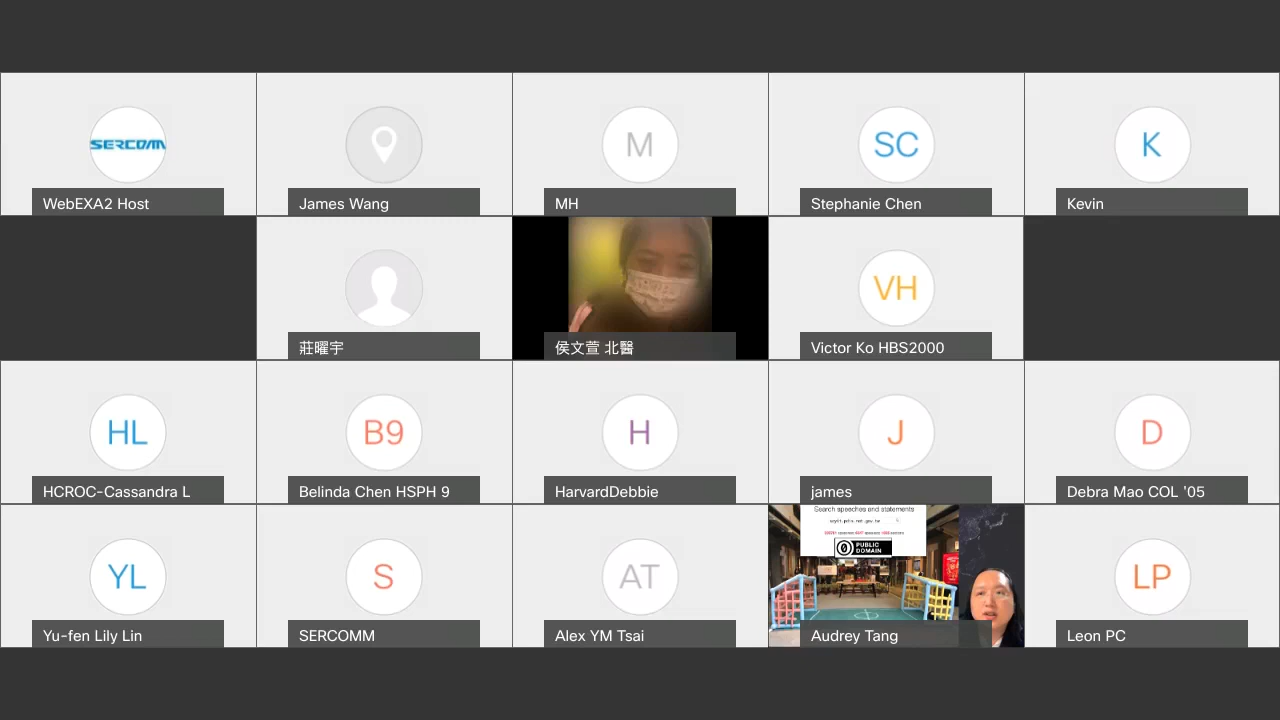 SERCOMM
WebEXA2 Host
James Wang
M
MH
SC
Stephanie Chen
K
Kevin
莊曜宇
侯文萱 北醫
VH
Victor Ko HBS2000
HL
HCROC-Cassandra L
B9
Belinda Chen HSPH 9
H
HarvardDebbie
J
james
D
Debra Mao COL '05
YL
Yu-fen Lily Lin
S
SERCOMM
AT
Alex YM Tsai
Search speeches and statements
PUBLIC
DOMAIN
Audrey Tang
LP
Leon PC